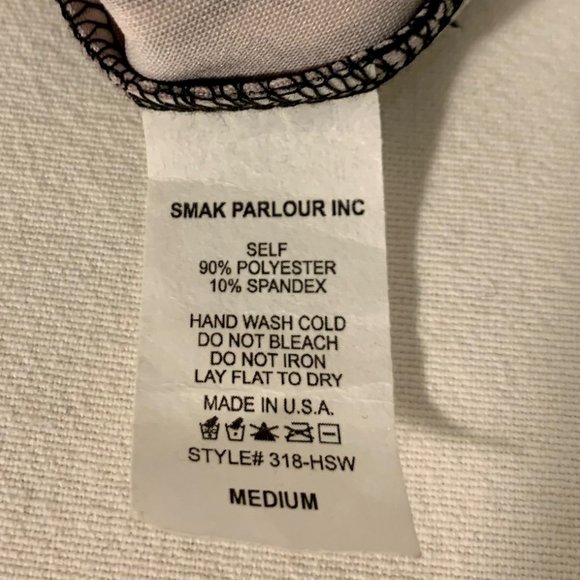 SMAK PARLOUR INC
SELF
90% POLYESTER
10% SPANDEX
HAND WASH COLD
DO NOT BLEACH
DO NOT IRON
LAY FLAT TO DRY
MADE IN U.S.A.
STYLE# 318-HSW
MEDIUM